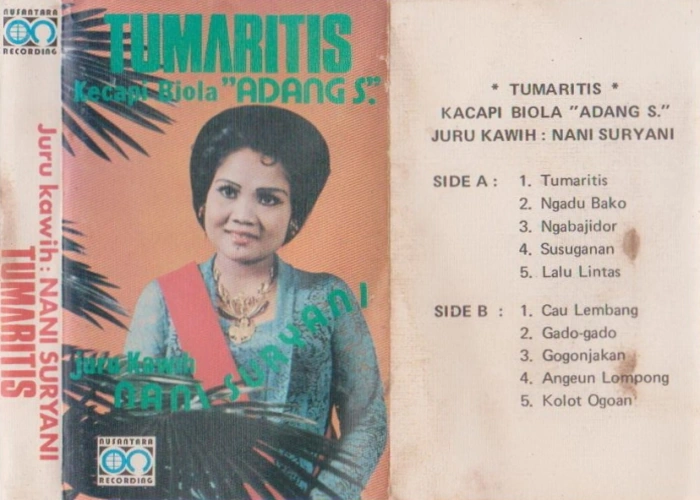 NUSANTARA
RECORDING
Juru kawih : NANI SURYANI
TUMARITIS
TUMARITIS
Kecapi Biola "ADANG S."
juru Kawih
NANI SURYANI
NUSANTARA
RECORDING
* TUMARITIS *
KACAPI BIOLA "ADANG S."
JURU KAWIH : NANI SURYANI
SIDE A : 1. Tumaritis
2. Ngadu Bako
3. Ngabajidor
4. Susuganan
5. Lalu Lintas
SIDE B : 1. Cau Lembang
2. Gado-gado
3. Gogonjakan
4. Angeun Lompong
5. Kolot Ogoan